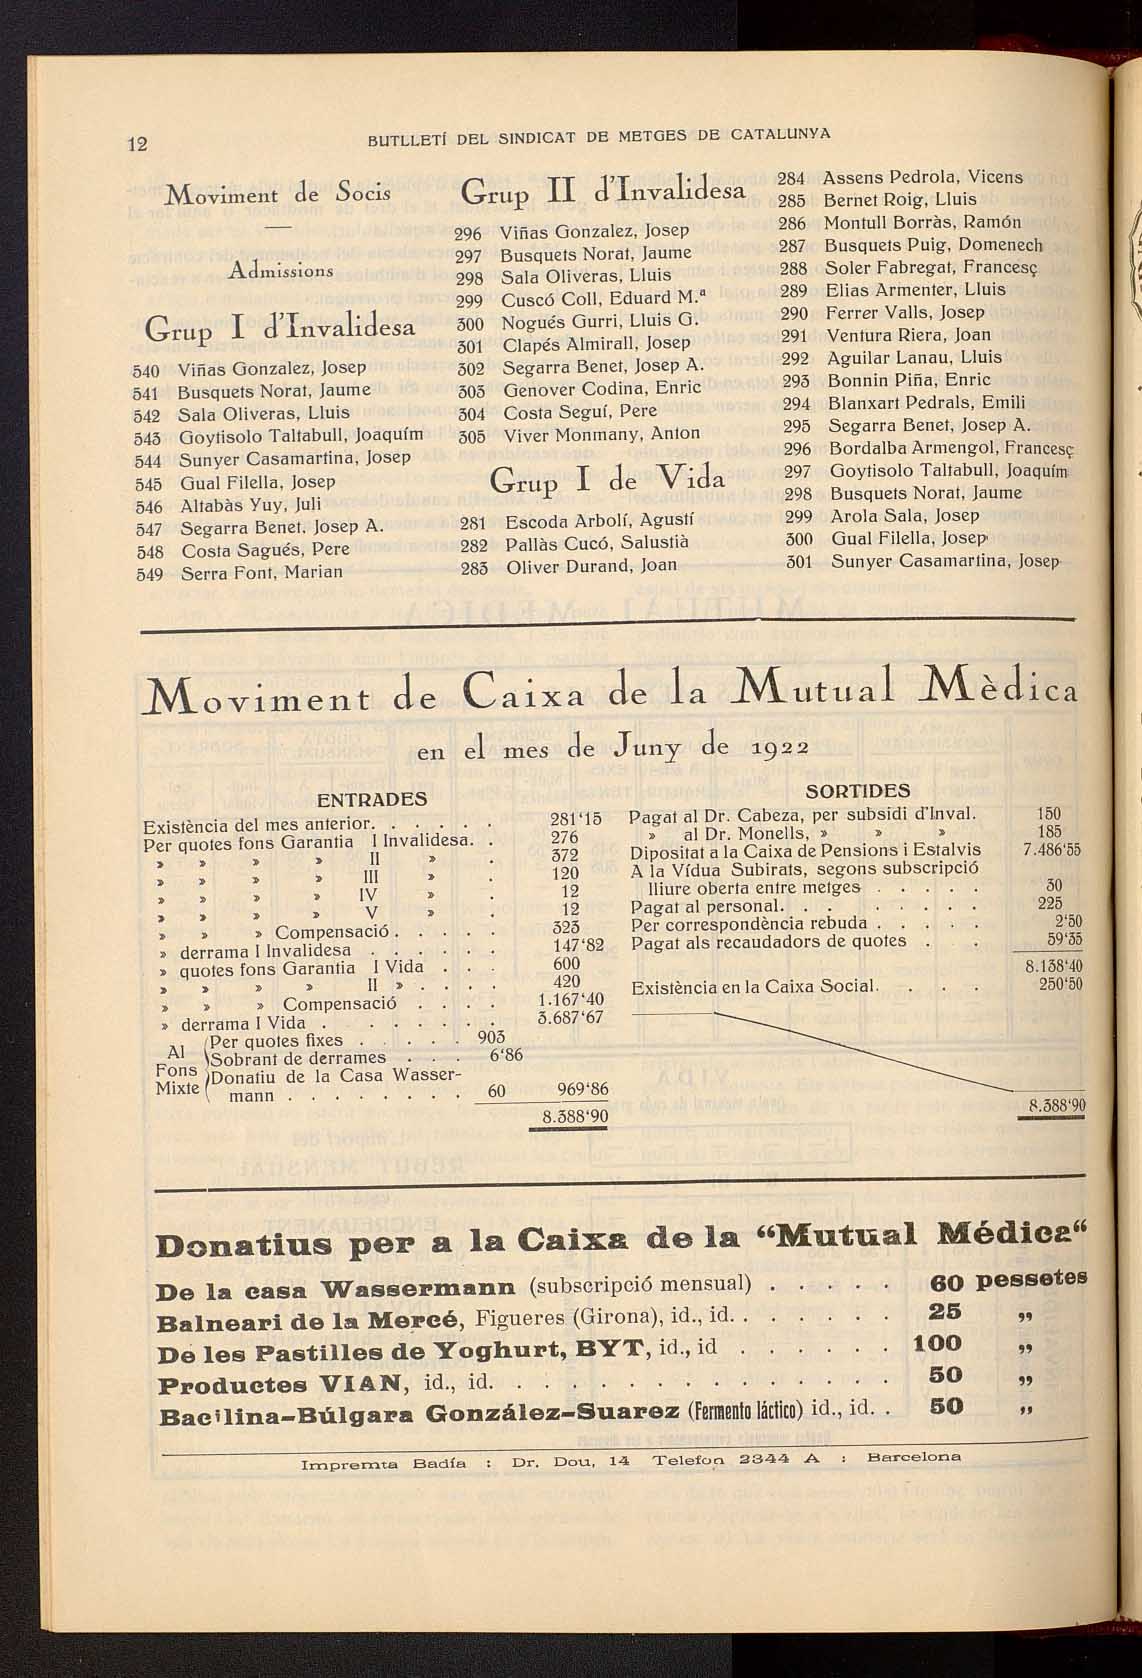 12
BUTLLETÍ DEL SINDICAT DE METGES DE CATALUNYA
Moviment de Socis
Admissions
Grup I d'Invalidesa
540 Viñas Gonzalez, Josep
541 Busquets Norat, Jaume
542 Sala Oliveras, Lluis
543 Goytisolo Taltabull, Joaquím
544 Sunyer Casamartina, Josep
545 Gual Filella, Josep
546 Altabàs Yuy, Juli
547 Segarra Benet, Josep A.
548 Costa Sagués, Pere
549 Serra Font, Marian
Grup II d'Invalidesa
296 Viñas Gonzalez, Josep
297 Busquets Norat, Jaume
298 Sala Oliveras, Lluis
299 Cuscó Coll, Eduard M.ª
300 Nogués Gurri, Lluis G.
301 Clapés Almirall, Josep
302 Segarra Benet, Josep A.
303 Genover Codina, Enric
304 Costa Seguí, Pere
305 Viver Monmany, Anton
Grup I de Vida
281 Escoda Arbolí, Agustí
282 Pallàs Cucó, Salustià
283 Oliver Durand, Joan
284 Assens Pedrola, Vicens
285 Bernet Roig, Lluis
286 Montull Borràs, Ramón
287 Busquets Puig, Domenech
288 Soler Fabregat, Francesç
289 Elias Armenter, Lluis
290 Ferrer Valls, Josep
291 Ventura Riera, Joan
292 Aguilar Lanau, Lluis
293 Bonnin Piña, Enric
294 Blanxart Pedrals, Emili
295 Segarra Benet, Josep A.
296 Bordalba Armengol, Francesç
297 Goytisolo Taltabull, Joaquím
298 Busquets Norat, Jaume
299 Arola Sala, Josep
300 Gual Filella, Josep
301 Sunyer Casamartina, Josep
Moviment de Caixa de la Mutual Mèdica
en el mes de Juny de 1922
ENTRADES
Existència del mes anterior. . . . . . 281'15
Per quotes fons Garantia I Invalidesa. . 276
» » » » II » . 372
» » » » III » . 120
» » » » IV » . 12
» » » » V » . 12
» » » Compensació . . . . . 323
» derrama I Invalidesa . . . . . 147'82
» quotes fons Garantia I Vida . . . 600
» » » » II » . . . . 420
» » » Compensació . . . . 1.167'40
» derrama I Vida . . . . . . . 3.687'67
Al Fons Mixte
Per quotes fixes . . . . . 903
Sobrant de derrames . . . 6'86
Donatiu de la Casa Wasser-
mann . . . . . . . . 60 969'86
8.388'90
SORTIDES
Pagat al Dr. Cabeza, per subsidi d'Inval. 150
» al Dr. Monells, » » » 185
Dipositat a la Caixa de Pensions i Estalvis 7.486'55
A la Vídua Subirats, segons subscripció
lliure oberta entre metges . . . . . 30
Pagat al personal. . . . . . . . 225
Per correspondència rebuda . . . . . 2'50
Pagat als recaudadors de quotes . . 59'35
8.138'40
Existència en la Caixa Social. . . . 250'50
8.388'90
Donatius per a la Caixa de la “Mutual Médica“
De la casa Wassermann (subscripció mensual) . . . . . 60 pessetes
Balneari de la Mercé, Figueres (Girona), id., id. . . . . . . 25 „
De les Pastilles de Yoghurt, BYT, id., id . . . . . . 100 „
Productes VIAN, id., id. . . . . . . . . . . . . . . 50 „
Bacilina-Búlgara González-Suarez (Fermento láctico) id., id. . 50 „
Impremta Badía : Dr. Dou, 14 Telefon 2344 A : Barcelona